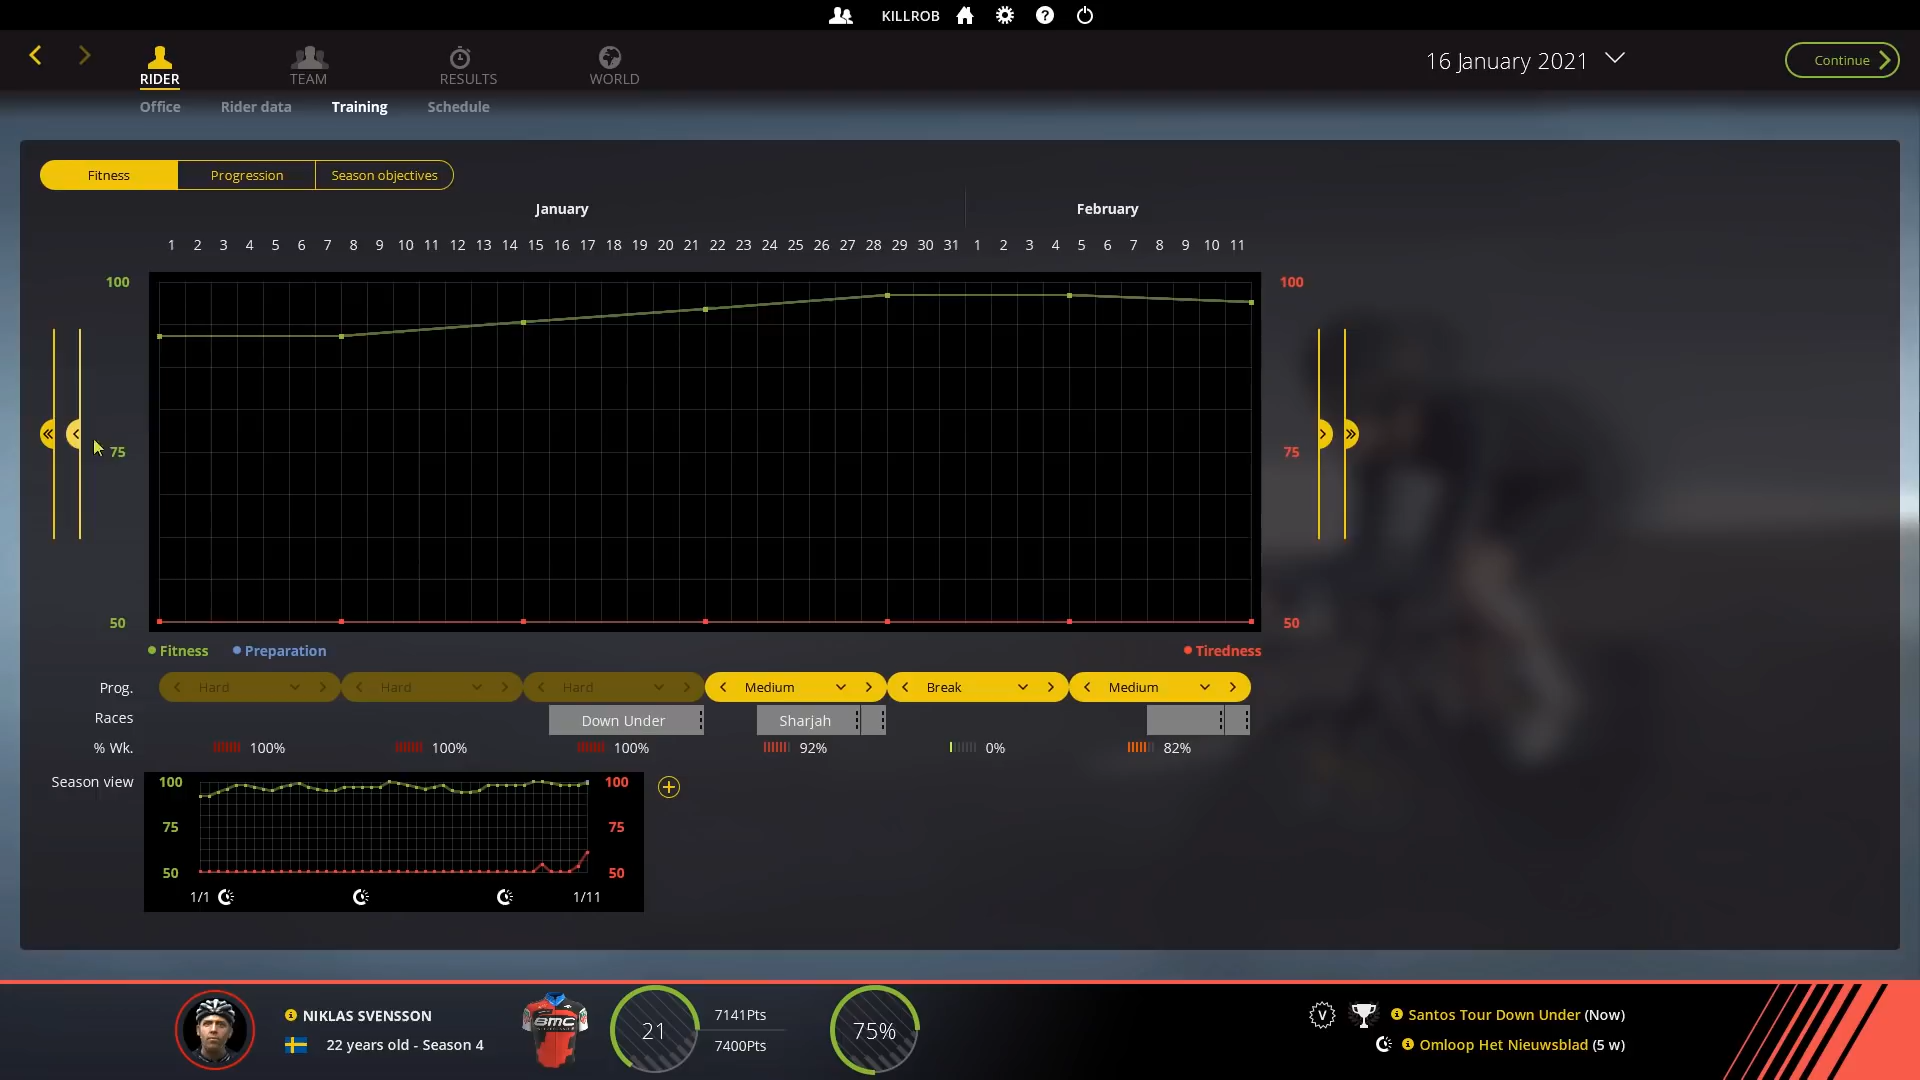 KILLROB
RIDER TEAM RESULTS WORLD
16 January 2021
Continue
Office Rider data Training Schedule
Fitness Progression Season objectives
January February
1 2 3 4 5 6 7 8 9 10 11 12 13 14 15 16 17 18 19 20 21 22 23 24 25 26 27 28 29 30 31 1 2 3 4 5 6 7 8 9 10 11
100 100
75 75
50 50
Fitness Preparation Tiredness
Prog. Hard Hard Hard Medium Break Medium
Races Down Under Sharjah
% Wk. 100% 100% 100% 92% 0% 82%
Season view 100 100
75 75
50 50
1/1 1/11
NIKLAS SVENSSON
22 years old - Season 4
BMC
21
7141Pts
7400Pts
75%
V Santos Tour Down Under (Now)
Omloop Het Nieuwsblad (5 w)